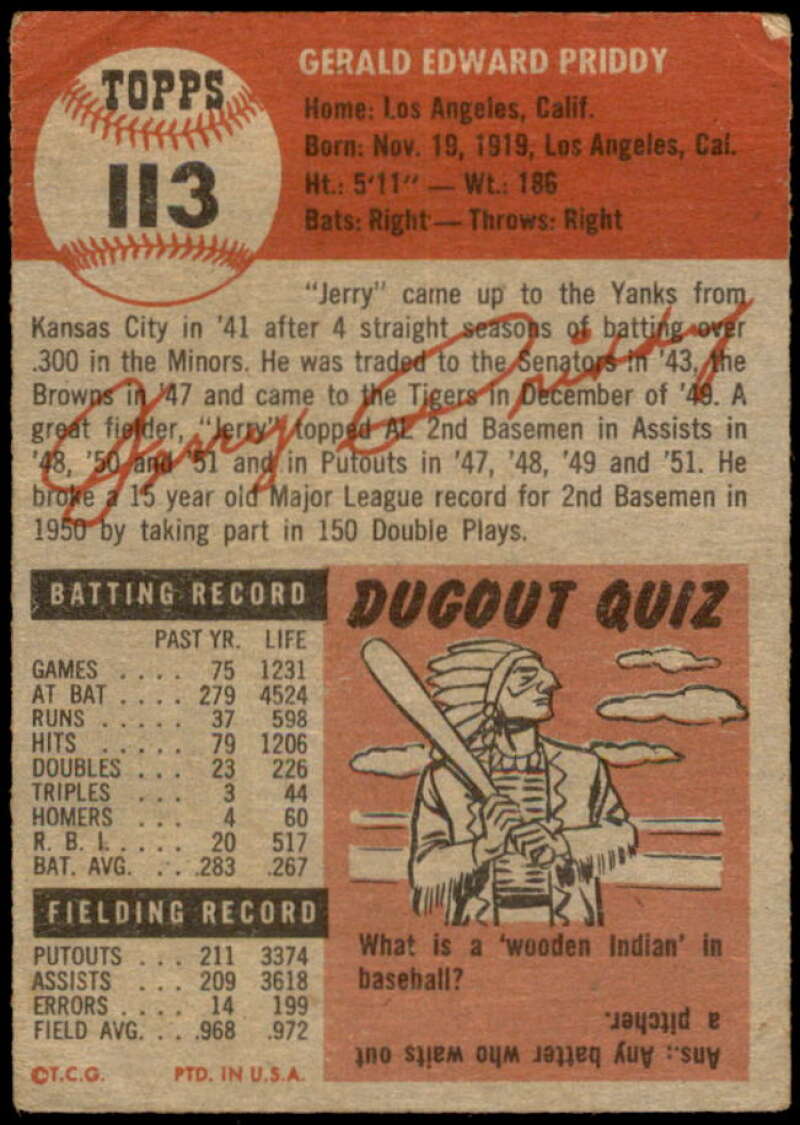 TOPPS
113
GERALD EDWARD PRIDDY
Home: Los Angeles, Calif.
Born: Nov. 19, 1919, Los Angeles, Cal.
Ht.: 5'11" — Wt.: 186
Bats: Right — Throws: Right
"Jerry" came up to the Yanks from
Kansas City in '41 after 4 straight seasons of batting over
.300 in the Minors. He was traded to the Senators in '43, the
Browns in '47 and came to the Tigers in December of '49. A
great fielder, "Jerry" topped AL 2nd Basemen in Assists in
'48, '50 and '51 and in Putouts in '47, '48, '49 and '51. He
broke a 15 year old Major League record for 2nd Basemen in
1950 by taking part in 150 Double Plays.
Jerry Priddy
BATTING RECORD
PAST YR. LIFE
GAMES . . . . 75 1231
AT BAT . . . . 279 4524
RUNS . . . . . 37 598
HITS . . . . . 79 1206
DOUBLES . . . 23 226
TRIPLES . . . 3 44
HOMERS . . . 4 60
R. B. I. . . . . . 20 517
BAT. AVG. . . .283 .267
FIELDING RECORD
PUTOUTS . . . 211 3374
ASSISTS . . . 209 3618
ERRORS . . . . 14 199
FIELD AVG. . . .968 .972
©T.C.G. PTD. IN U.S.A.
DUGOUT QUIZ
What is a 'wooden Indian' in
baseball?
Ans.: Any batter who waits out
a pitcher.